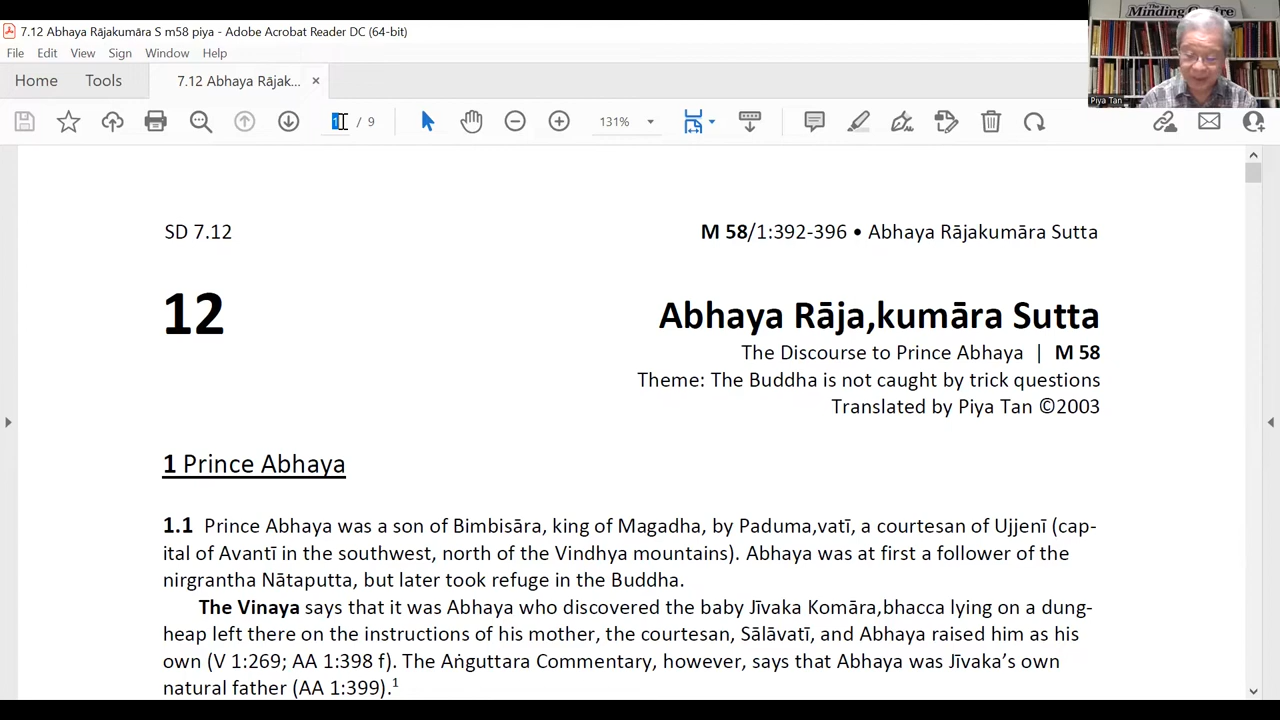 7.12 Abhaya Rājakumāra S m58 piya - Adobe Acrobat Reader DC (64-bit)
The Minding Centre
File Edit View Sign Window Help
Home Tools 7.12 Abhaya Rājak... ×
Piya Tan
1 / 9 131%
SD 7.12 M 58/1:392-396 • Abhaya Rājakumāra Sutta
12 Abhaya Rāja,kumāra Sutta
The Discourse to Prince Abhaya | M 58
Theme: The Buddha is not caught by trick questions
Translated by Piya Tan ©2003
1 Prince Abhaya
1.1 Prince Abhaya was a son of Bimbisāra, king of Magadha, by Paduma,vatī, a courtesan of Ujjenī (cap-
ital of Avantī in the southwest, north of the Vindhya mountains). Abhaya was at first a follower of the
nirgrantha Nātaputta, but later took refuge in the Buddha.
The Vinaya says that it was Abhaya who discovered the baby Jīvaka Komāra,bhacca lying on a dung-
heap left there on the instructions of his mother, the courtesan, Sālāvatī, and Abhaya raised him as his
own (V 1:269; AA 1:398 f). The Aṅguttara Commentary, however, says that Abhaya was Jīvaka’s own
natural father (AA 1:399).1